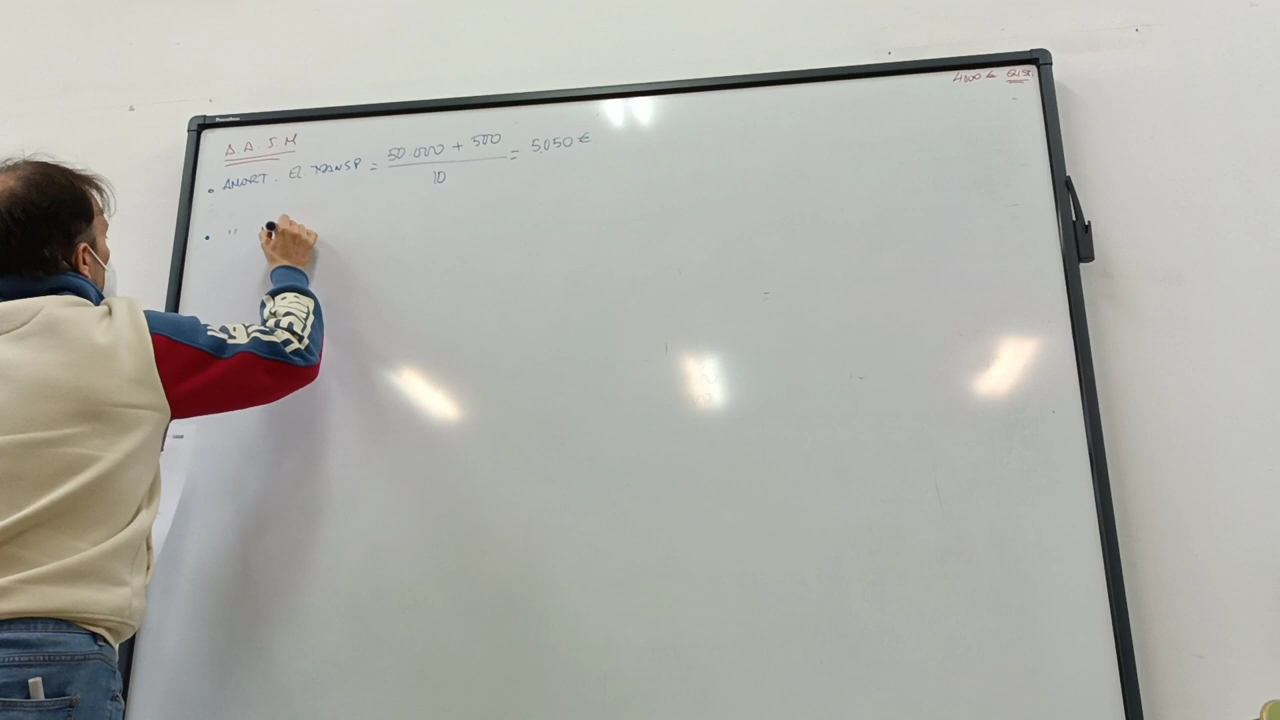 4000 €
A.A.S.M
• AMORT. EL TRANSP = 50.000 + 500 / 10 = 5.050 €
• "